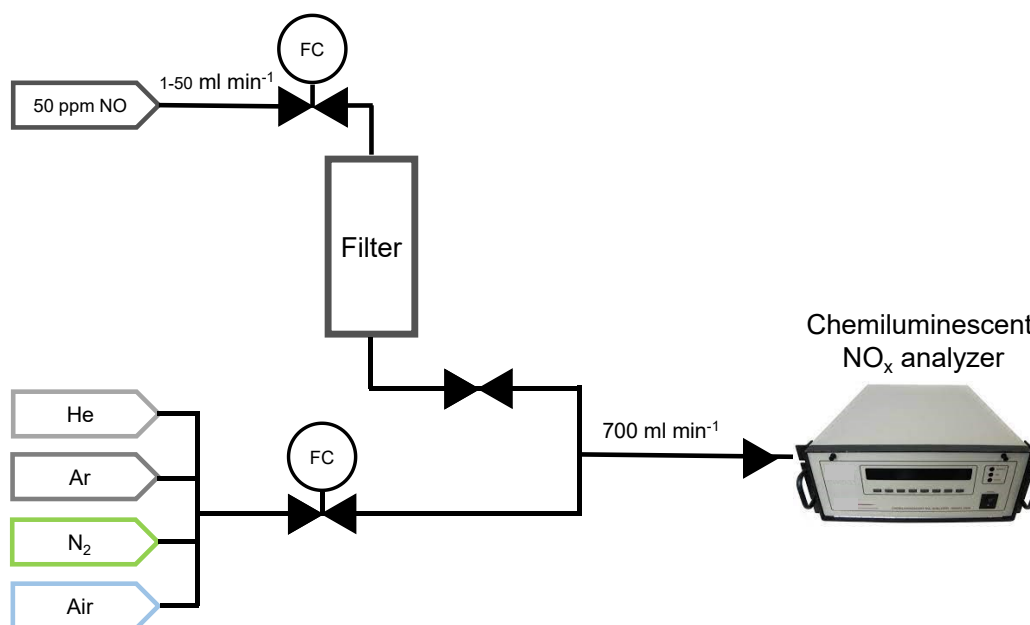 FC
1-50 ml min⁻¹
50 ppm NO
Filter
Chemiluminescent
NOₓ analyzer
He
700 ml min⁻¹
FC
Ar
N₂
Air